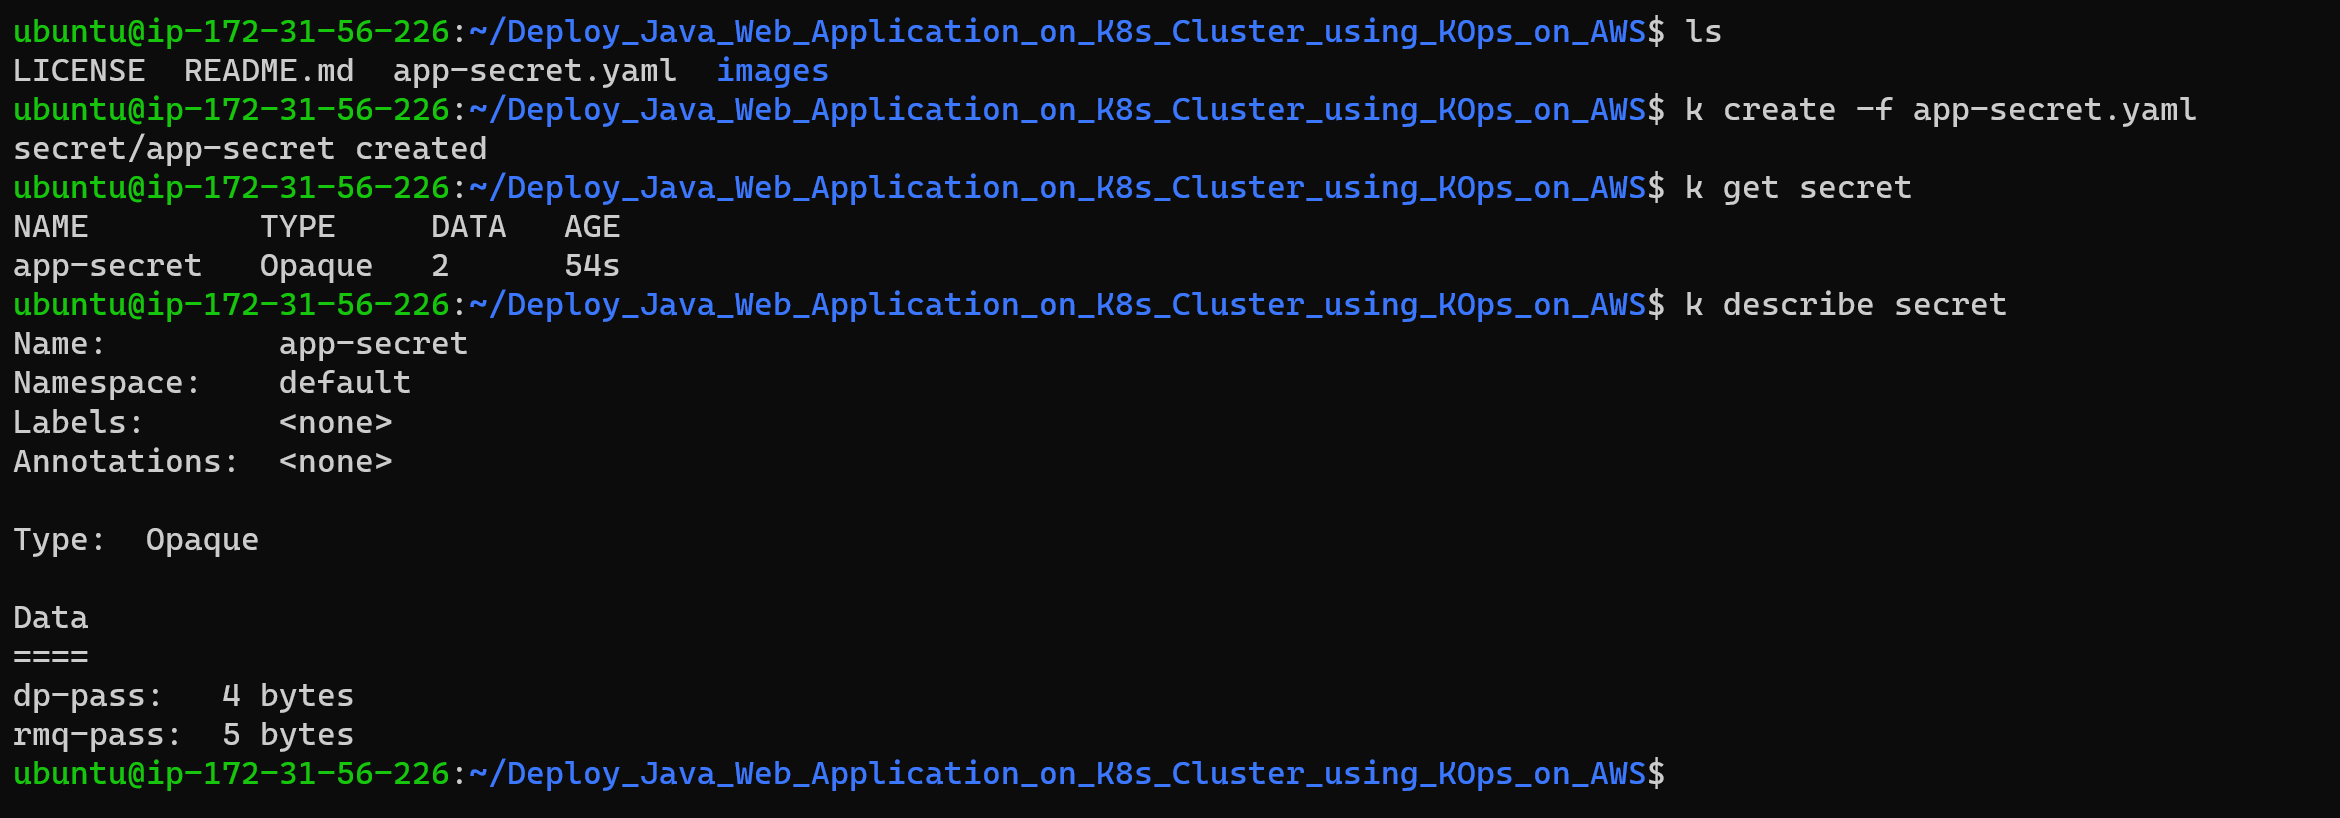 ubuntu@ip-172-31-56-226:~/Deploy_Java_Web_Application_on_K8s_Cluster_using_KOps_on_AWS$ ls
LICENSE  README.md  app-secret.yaml  images
ubuntu@ip-172-31-56-226:~/Deploy_Java_Web_Application_on_K8s_Cluster_using_KOps_on_AWS$ k create -f app-secret.yaml
secret/app-secret created
ubuntu@ip-172-31-56-226:~/Deploy_Java_Web_Application_on_K8s_Cluster_using_KOps_on_AWS$ k get secret
NAME         TYPE     DATA   AGE
app-secret   Opaque   2      54s
ubuntu@ip-172-31-56-226:~/Deploy_Java_Web_Application_on_K8s_Cluster_using_KOps_on_AWS$ k describe secret
Name:         app-secret
Namespace:    default
Labels:       <none>
Annotations:  <none>

Type:  Opaque

Data
====
dp-pass:   4 bytes
rmq-pass:  5 bytes
ubuntu@ip-172-31-56-226:~/Deploy_Java_Web_Application_on_K8s_Cluster_using_KOps_on_AWS$